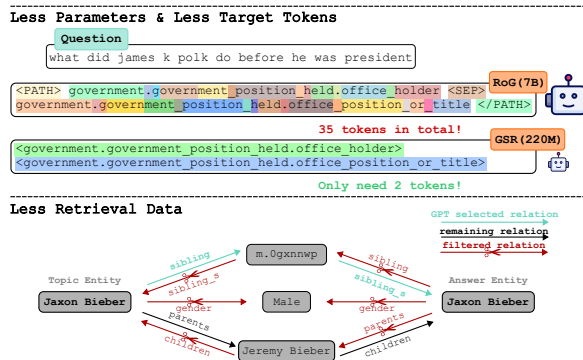 Less Parameters & Less Target Tokens
Question
what did james k polk do before he was president
RoG(7B)
<PATH> government.government_position_held.office_holder <SEP>
government.government_position_held.office_position_or_title </PATH>
35 tokens in total!
GSR(220M)
<government.government_position_held.office_holder>
<government.government_position_held.office_position_or_title>
Only need 2 tokens!
Less Retrieval Data
GPT selected relation
remaining relation
filtered relation
sibling
m.0gxnnwp
sibling
sibling_s
sibling_s
Topic Entity
Answer Entity
Jaxon Bieber
gender
Male
gender
Jaxon Bieber
parents
parents
children
Jeremy Bieber
children